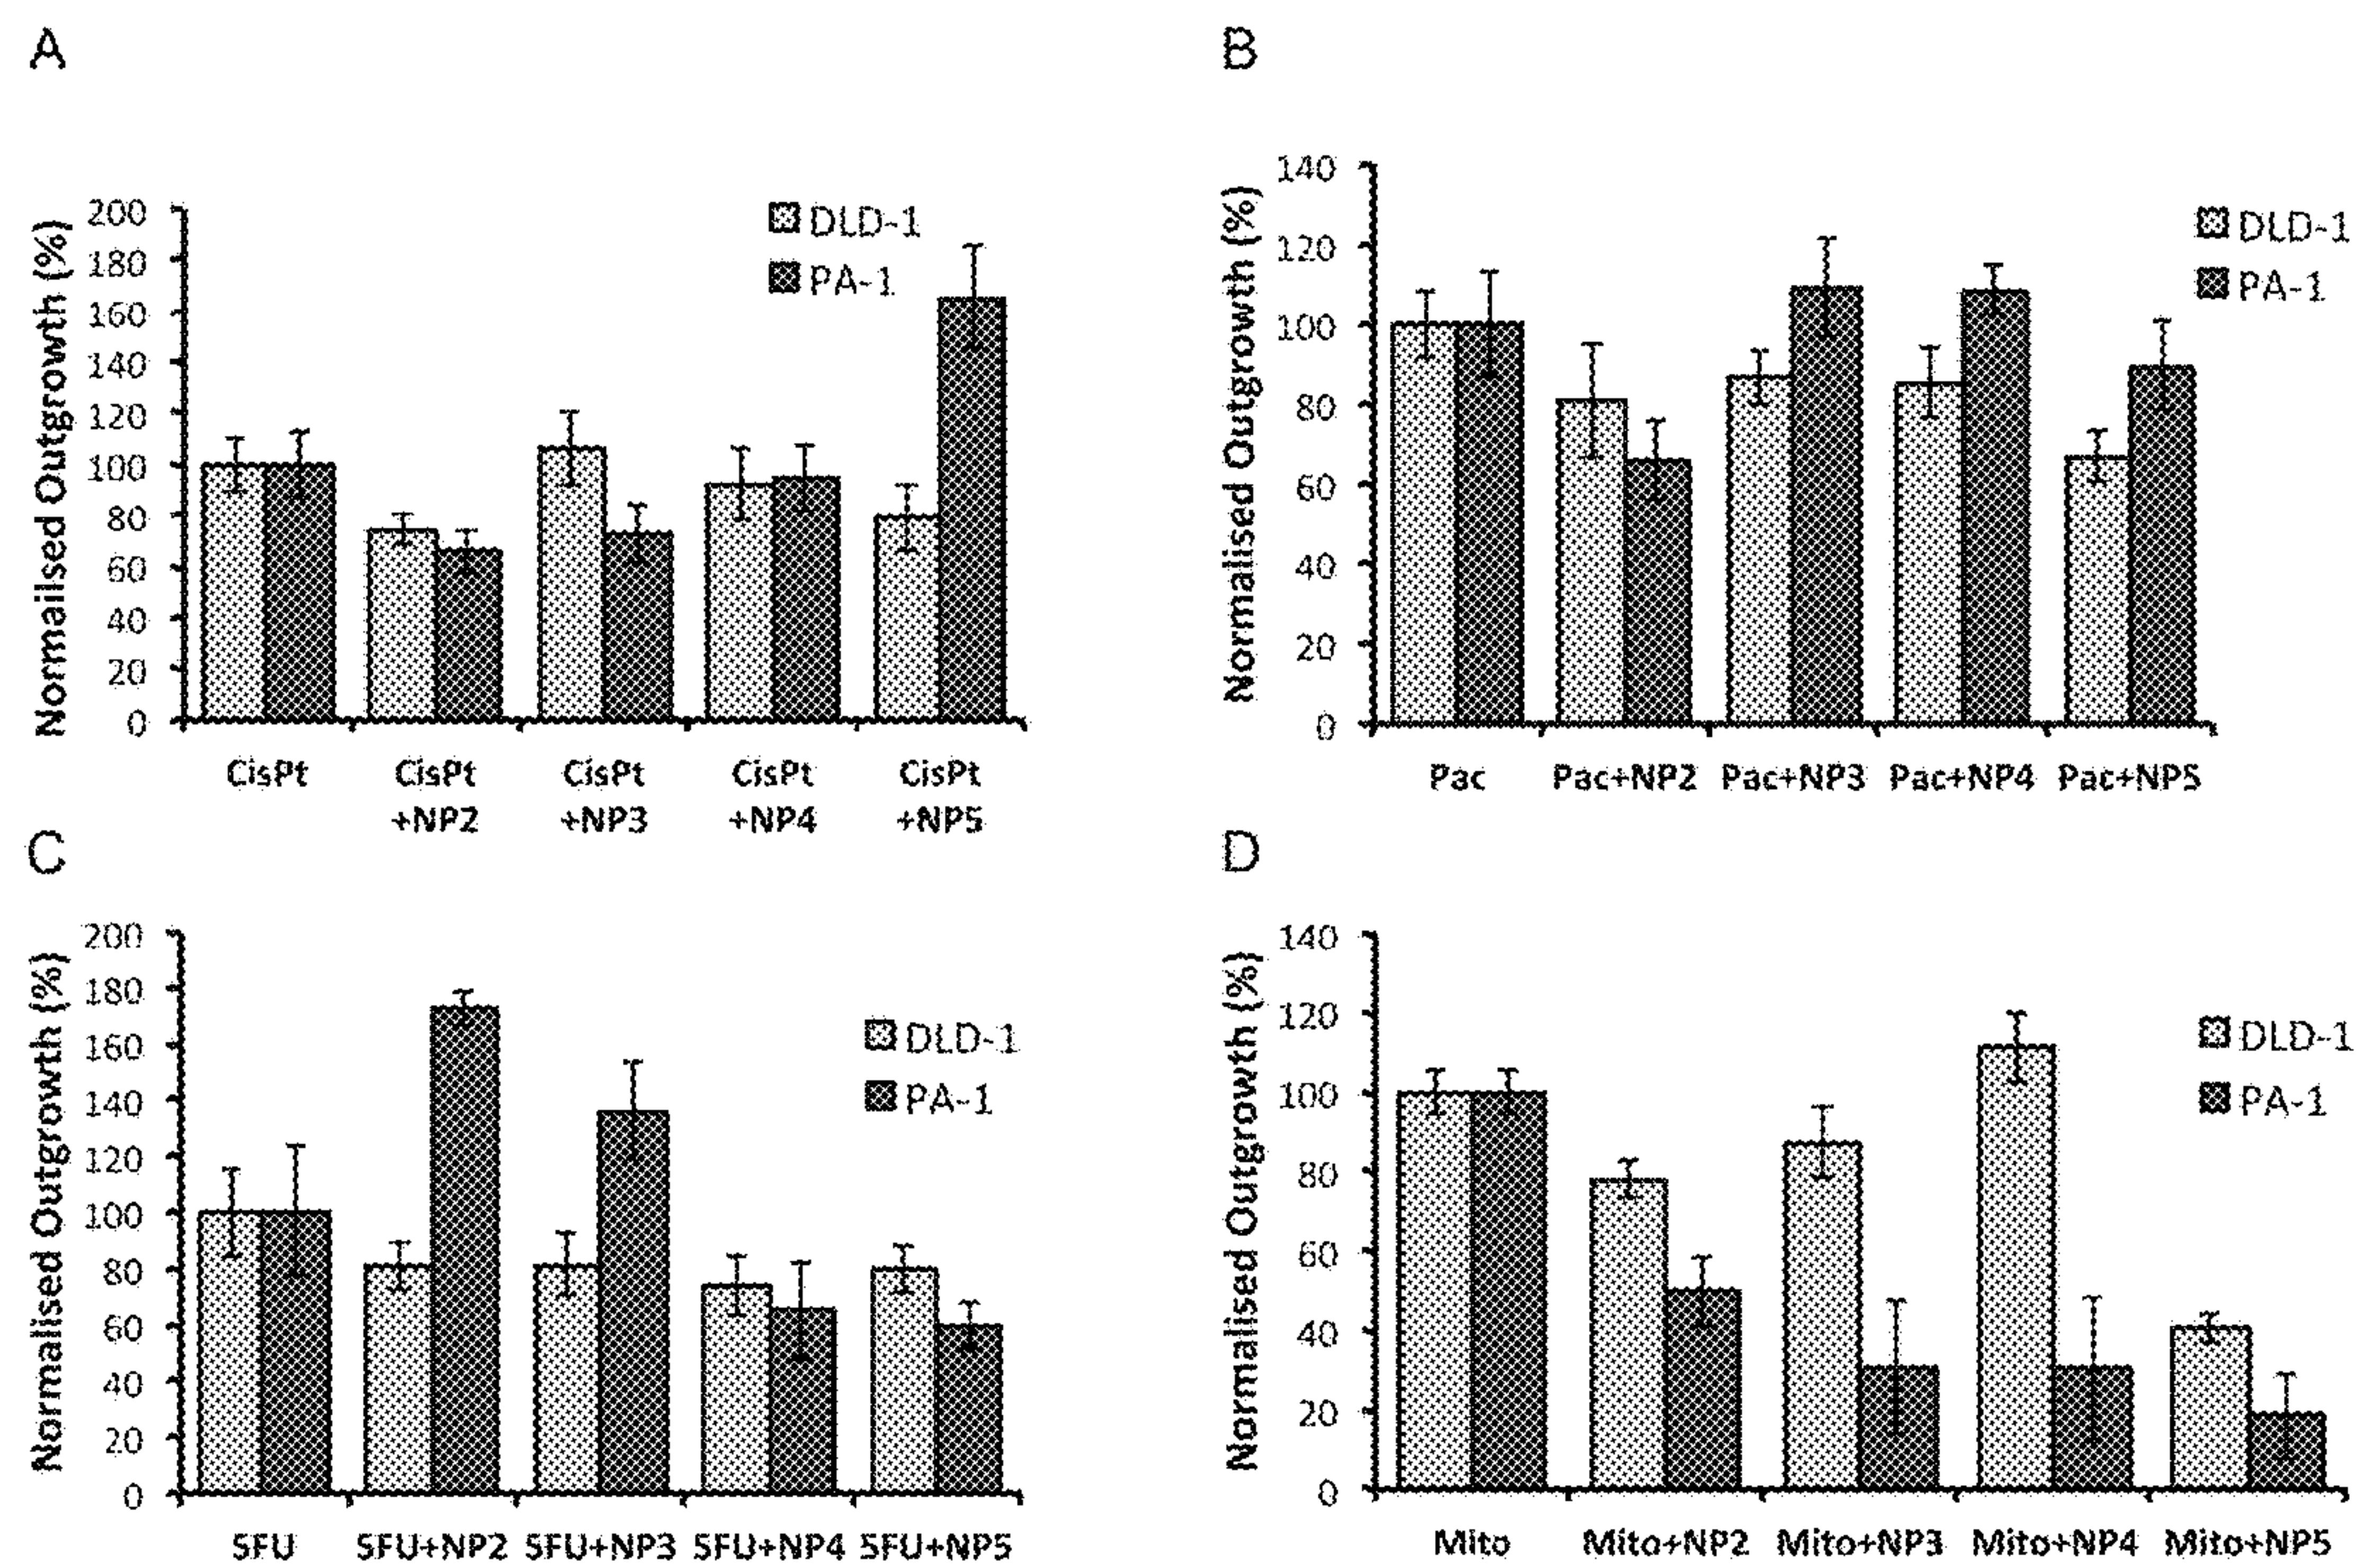 A
Normailsed Outgrowth (%)
200
180
160
140
120
100
80
60
40
20
0
DLD-1
PA-1
CisPt
CisPt
+NP2
CisPt
+NP3
CisPt
+NP4
CisPt
+NP5
B
Normalised Outgrowth (%)
140
120
100
80
60
40
20
0
DLD-1
PA-1
Pac
Pac+NP2
Pac+NP3
Pac+NP4
Pac+NP5
C
Normalised Outgrowth (%)
200
180
160
140
120
100
80
60
40
20
0
DLD-1
PA-1
5FU
5FU+NP2
5FU+NP3
5FU+NP4
5FU+NP5
D
Normalised Outgrowth (%)
140
120
100
80
60
40
20
0
DLD-1
PA-1
Mito
Mito+NP2
Mito+NP3
Mito+NP4
Mito+NP5